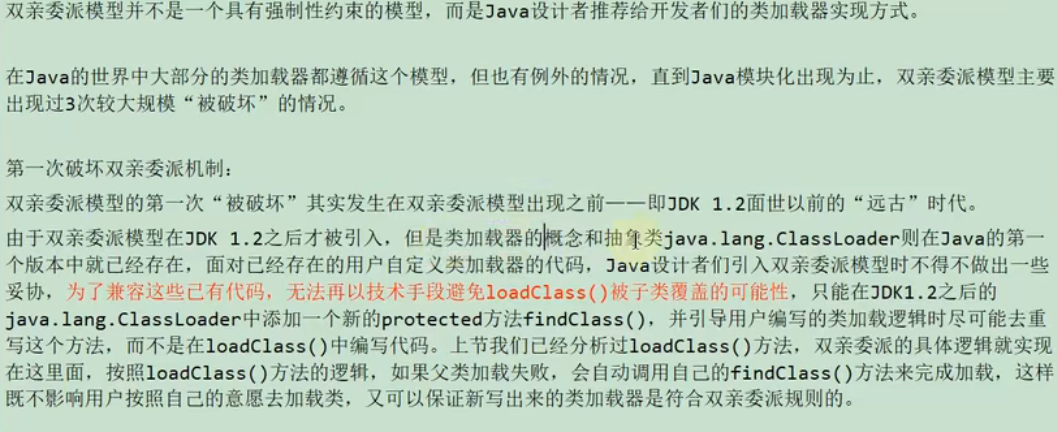 双亲委派模型并不是一个具有强制性约束的模型，而是Java设计者推荐给开发者们的类加载器实现方式。
在Java的世界中大部分的类加载器都遵循这个模型，但也有例外的情况，直到Java模块化出现为止，双亲委派模型主要
出现过3次较大规模“被破坏”的情况。
第一次破坏双亲委派机制：
双亲委派模型的第一次“被破坏”其实发生在双亲委派模型出现之前——即JDK 1.2面世以前的“远古”时代。
由于双亲委派模型在JDK 1.2之后才被引入，但是类加载器的概念和抽象类java.lang.ClassLoader则在Java的第一
个版本中就已经存在，面对已经存在的用户自定义类加载器的代码，Java设计者们引入双亲委派模型时不得不做出一些
妥协，为了兼容这些已有代码，无法再以技术手段避免loadClass()被子类覆盖的可能性，只能在JDK1.2之后的
java.lang.ClassLoader中添加一个新的protected方法findClass()，并引导用户编写的类加载逻辑时尽可能去重
写这个方法，而不是在loadClass()中编写代码。上节我们已经分析过loadClass()方法，双亲委派的具体逻辑就实现
在这里面，按照loadClass()方法的逻辑，如果父类加载失败，会自动调用自己的findClass()方法来完成加载，这样
既不影响用户按照自己的意愿去加载类，又可以保证新写出来的类加载器是符合双亲委派规则的。